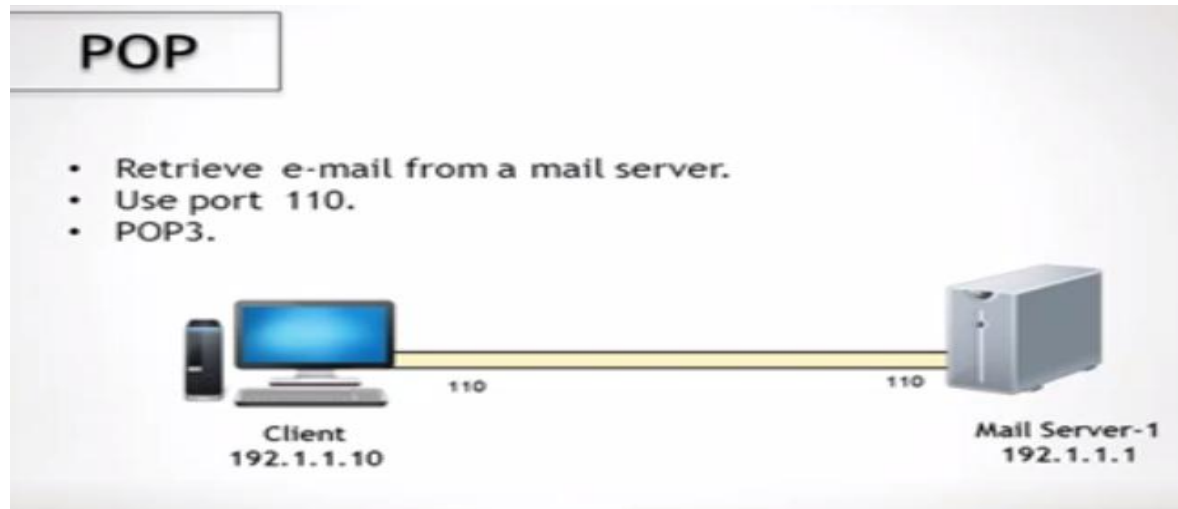 POP
• Retrieve e-mail from a mail server.
• Use port 110.
• POP3.
110
110
Client
192.1.1.10
Mail Server-1
192.1.1.1